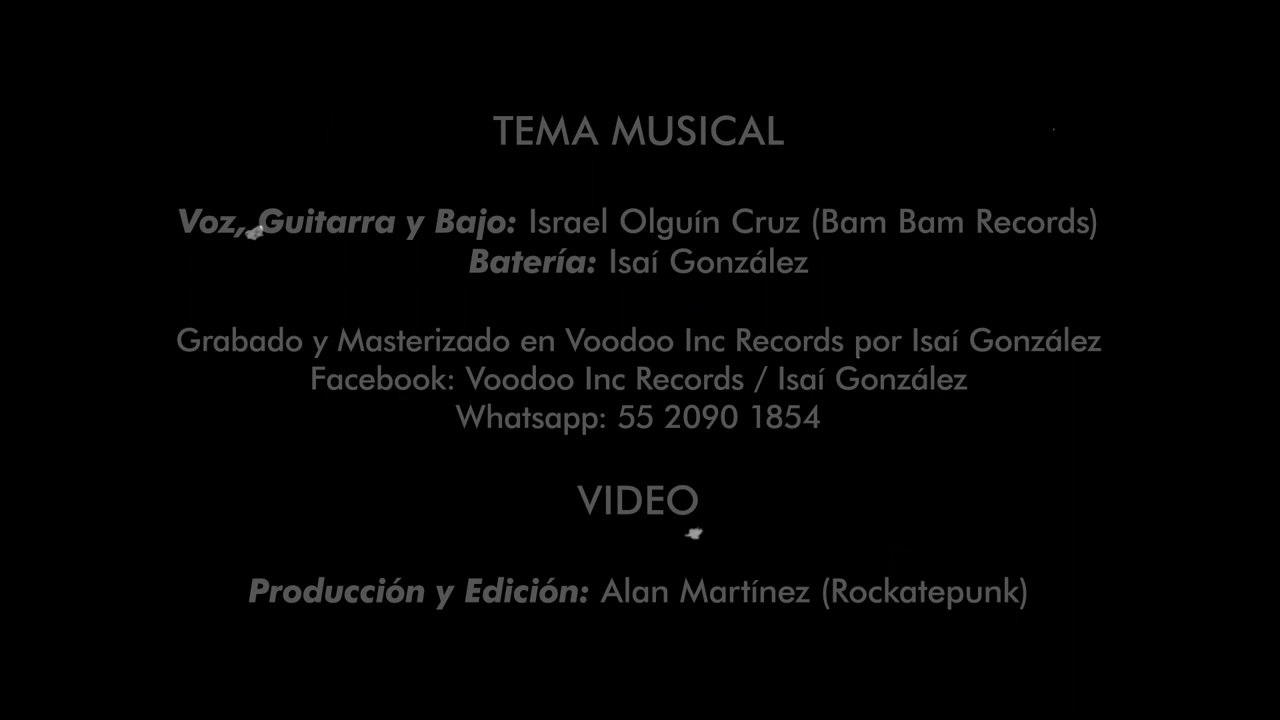 TEMA MUSICAL
Voz, Guitarra y Bajo: Israel Olguín Cruz (Bam Bam Records)
Batería: Isaí González
Grabado y Masterizado en Voodoo Inc Records por Isaí González
Facebook: Voodoo Inc Records / Isaí González
Whatsapp: 55 2090 1854
VIDEO
Producción y Edición: Alan Martínez (Rockatepunk)